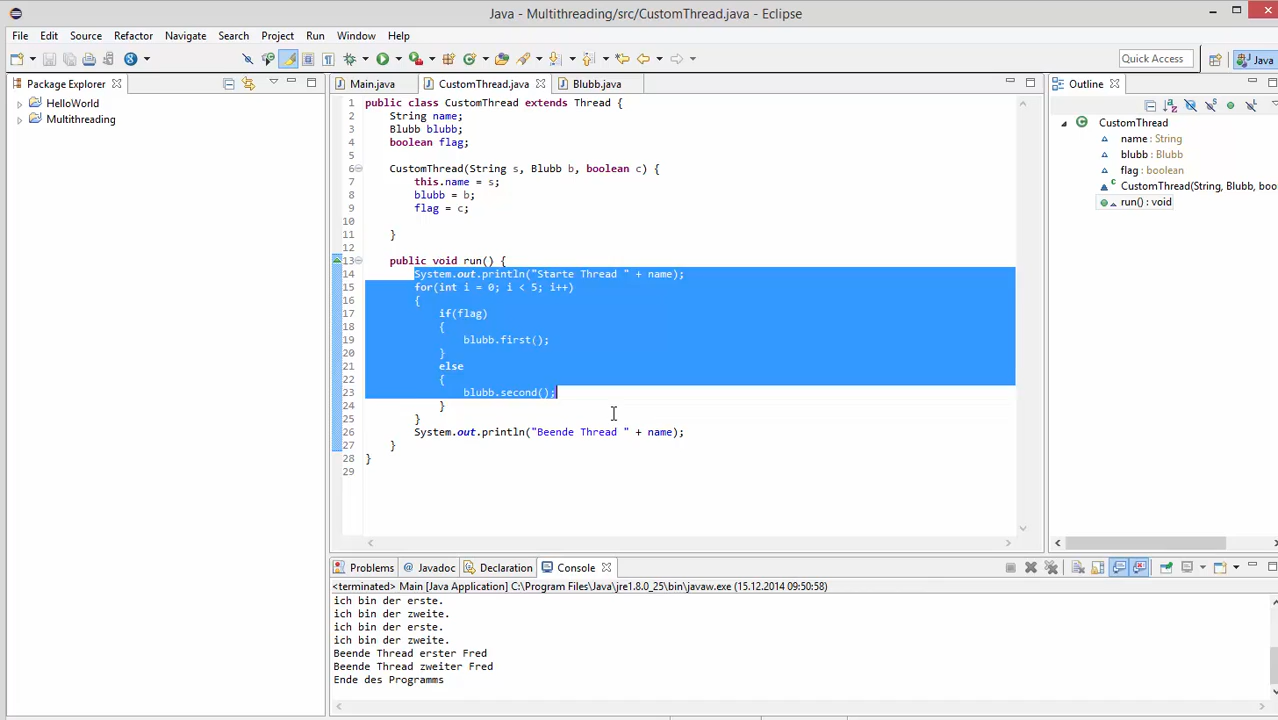 Java - Multithreading/src/CustomThread.java - Eclipse
File Edit Source Refactor Navigate Search Project Run Window Help
Quick Access Java
Package Explorer
HelloWorld
Multithreading
Main.java CustomThread.java Blubb.java
1 public class CustomThread extends Thread {
2 String name;
3 Blubb blubb;
4 boolean flag;
5
6 CustomThread(String s, Blubb b, boolean c) {
7 this.name = s;
8 blubb = b;
9 flag = c;
10
11 }
12
13 public void run() {
14 System.out.println("Starte Thread " + name);
15 for(int i = 0; i < 5; i++)
16 {
17 if(flag)
18 {
19 blubb.first();
20 }
21 else
22 {
23 blubb.second();
24 }
25 }
26 System.out.println("Beende Thread " + name);
27 }
28 }
29
Outline
CustomThread
name : String
blubb : Blubb
flag : boolean
CustomThread(String, Blubb, boo
run() : void
Problems Javadoc Declaration Console
<terminated> Main [Java Application] C:\Program Files\Java\jre1.8.0_25\bin\javaw.exe (15.12.2014 09:50:58)
ich bin der erste.
ich bin der zweite.
ich bin der erste.
ich bin der zweite.
Beende Thread erster Fred
Beende Thread zweiter Fred
Ende des Programms